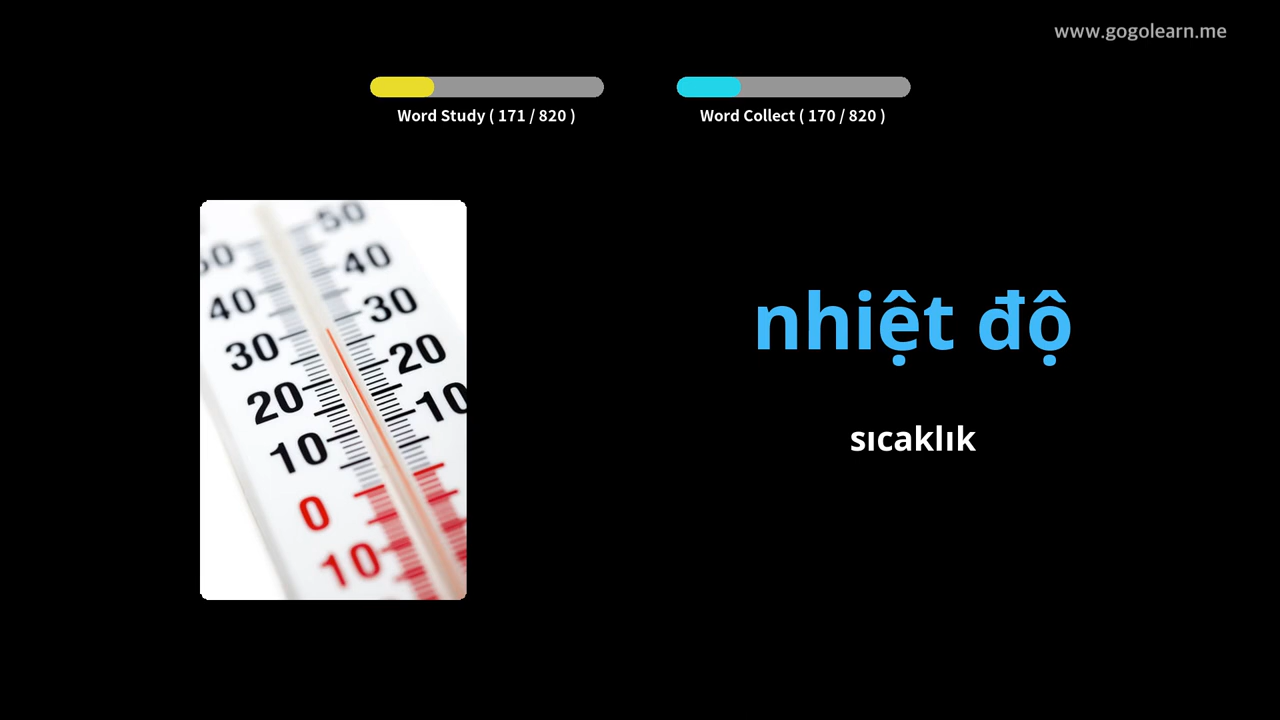 www.gogolearn.me
Word Study ( 171 / 820 )
Word Collect ( 170 / 820 )
50
50
40
40
30
30
20
20
10
10
0
10
nhiệt độ
sıcaklık